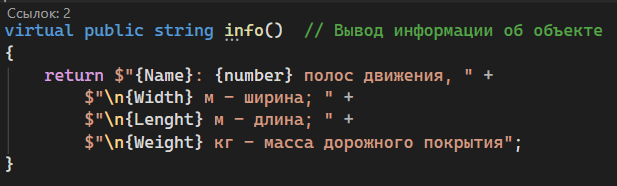 Ссылок: 2
virtual public string info()  // Вывод информации об объекте
{
    return $"{Name}: {number} полос движения, " +
        $"\n{Width} м - ширина; " +
        $"\n{Lenght} м - длина; " +
        $"\n{Weight} кг - масса дорожного покрытия";
}